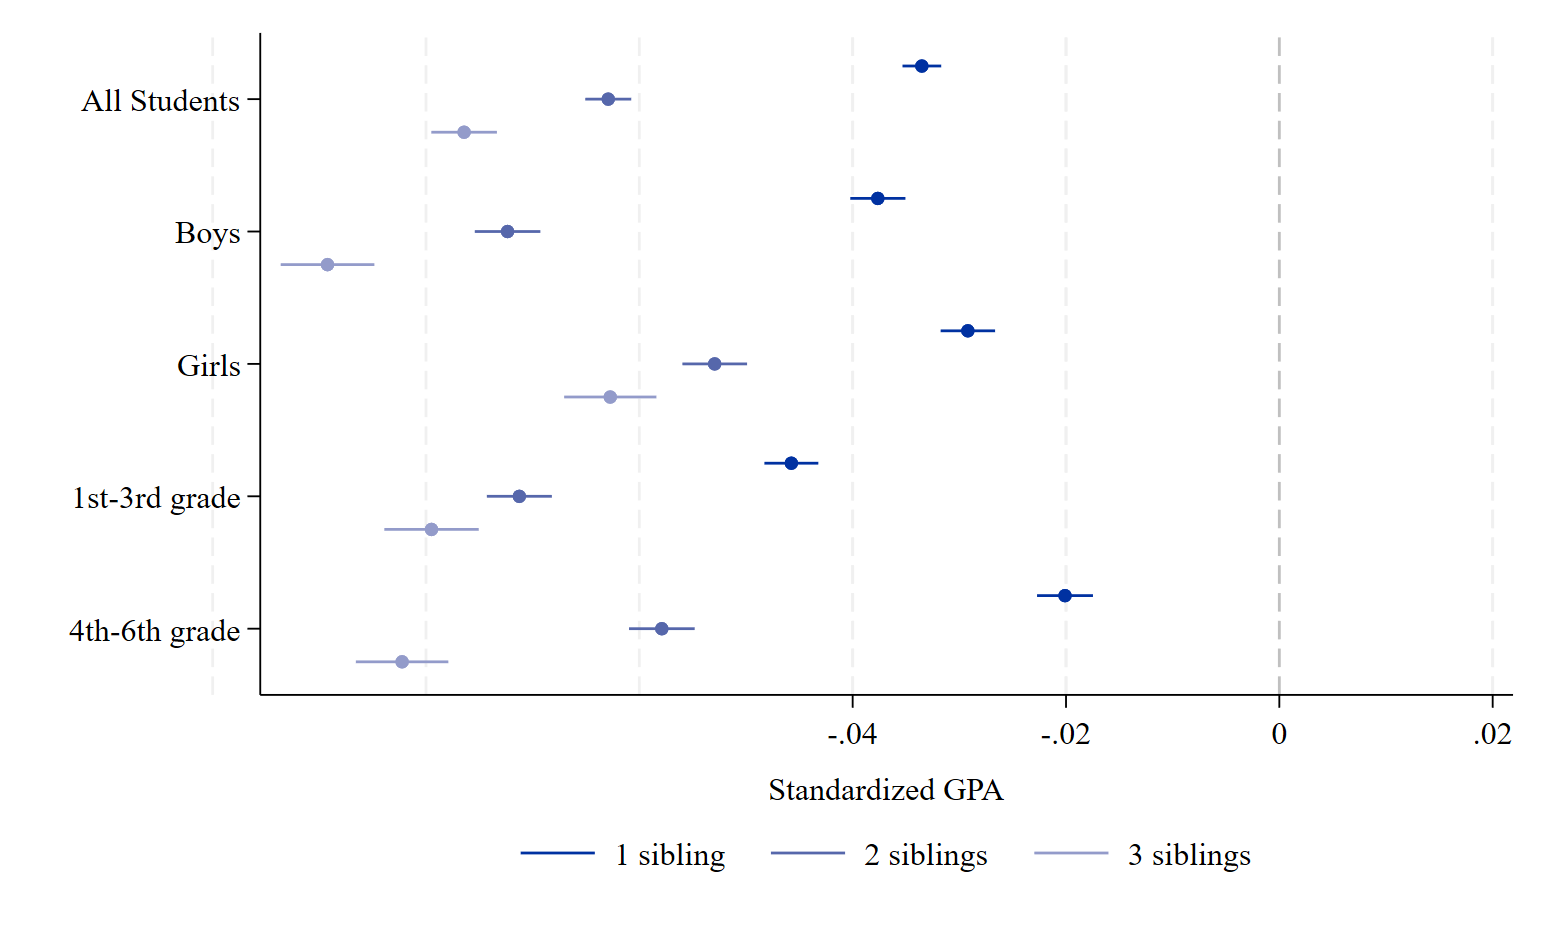 All Students
Boys
Girls
1st-3rd grade
4th-6th grade
-.04 -.02 0 .02
Standardized GPA
1 sibling 2 siblings 3 siblings